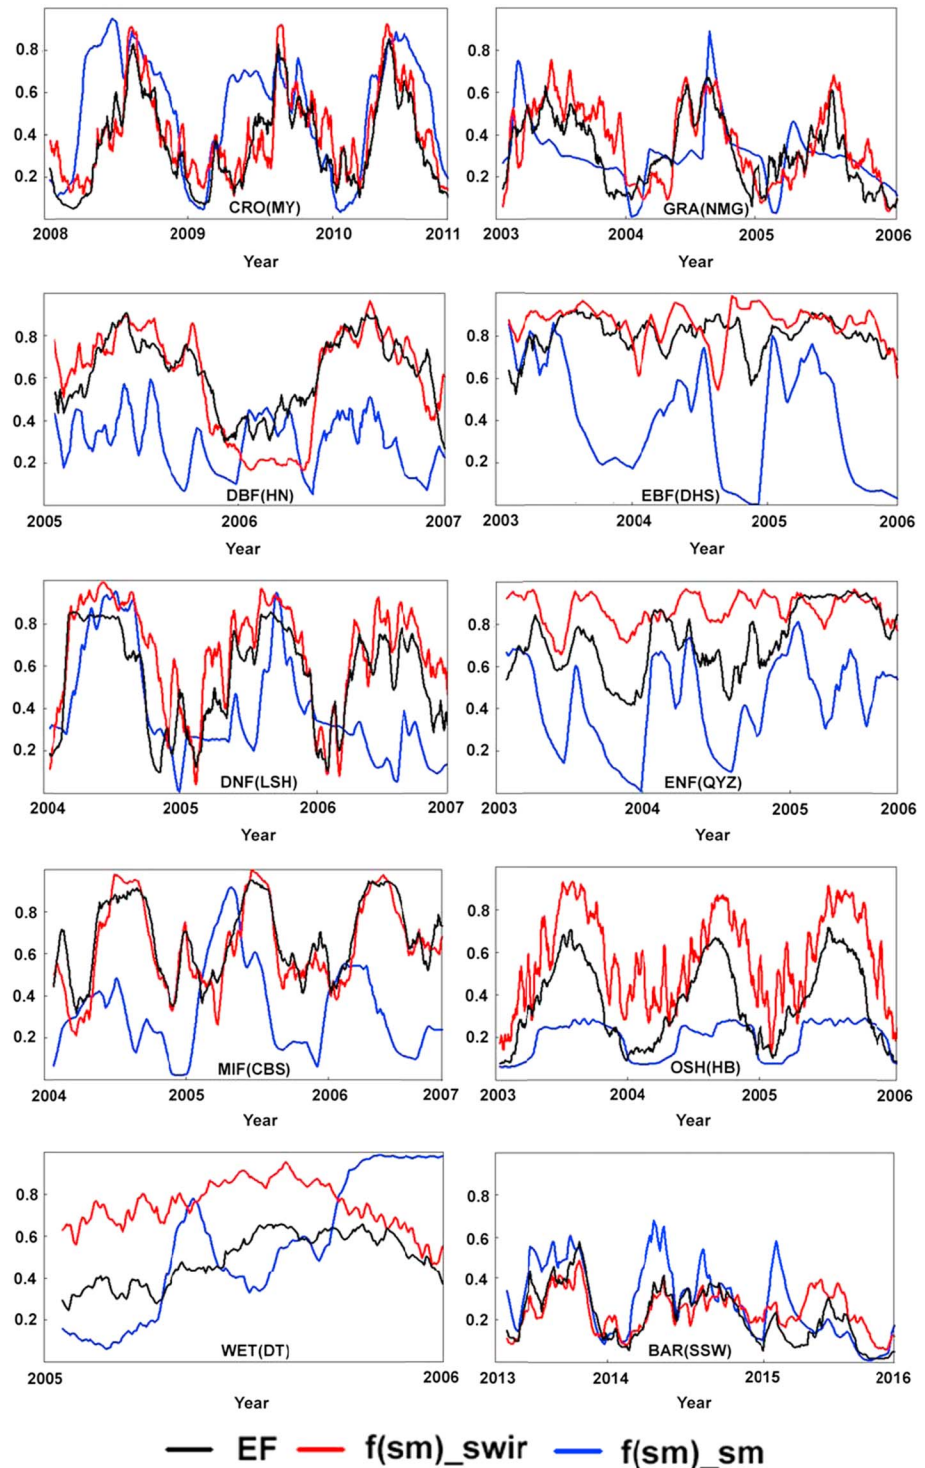 0.8
0.6
0.4
0.2
CRO(MY)
2008 2009 2010 2011
Year
0.8
0.6
0.4
0.2
GRA(NMG)
2003 2004 2005 2006
Year
0.8
0.6
0.4
0.2
DBF(HN)
2005 2006 2007
Year
0.8
0.6
0.4
0.2
EBF(DHS)
2003 2004 2005 2006
Year
0.8
0.6
0.4
0.2
DNF(LSH)
2004 2005 2006 2007
Year
0.8
0.6
0.4
0.2
ENF(QYZ)
2003 2004 2005 2006
Year
0.8
0.6
0.4
0.2
MIF(CBS)
2004 2005 2006 2007
Year
0.8
0.6
0.4
0.2
OSH(HB)
2003 2004 2005 2006
Year
0.8
0.6
0.4
0.2
WET(DT)
2005 2006
Year
0.8
0.6
0.4
0.2
BAR(SSW)
2013 2014 2015 2016
Year
EF f(sm)_swir f(sm)_sm